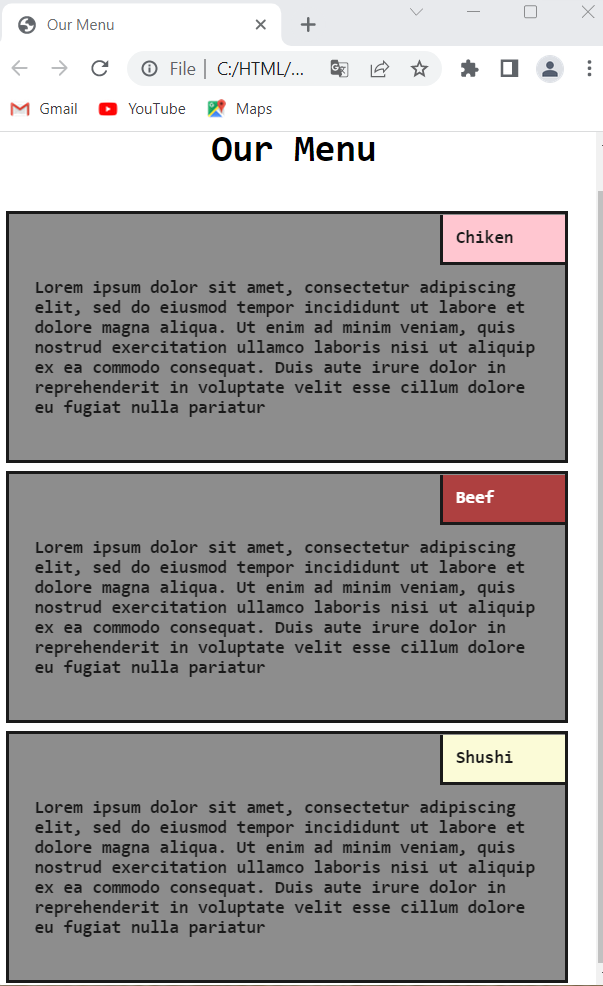 Our Menu
File | C:/HTML/...
Gmail YouTube Maps
Our Menu
Chiken
Lorem ipsum dolor sit amet, consectetur adipiscing
elit, sed do eiusmod tempor incididunt ut labore et
dolore magna aliqua. Ut enim ad minim veniam, quis
nostrud exercitation ullamco laboris nisi ut aliquip
ex ea commodo consequat. Duis aute irure dolor in
reprehenderit in voluptate velit esse cillum dolore
eu fugiat nulla pariatur
Beef
Lorem ipsum dolor sit amet, consectetur adipiscing
elit, sed do eiusmod tempor incididunt ut labore et
dolore magna aliqua. Ut enim ad minim veniam, quis
nostrud exercitation ullamco laboris nisi ut aliquip
ex ea commodo consequat. Duis aute irure dolor in
reprehenderit in voluptate velit esse cillum dolore
eu fugiat nulla pariatur
Shushi
Lorem ipsum dolor sit amet, consectetur adipiscing
elit, sed do eiusmod tempor incididunt ut labore et
dolore magna aliqua. Ut enim ad minim veniam, quis
nostrud exercitation ullamco laboris nisi ut aliquip
ex ea commodo consequat. Duis aute irure dolor in
reprehenderit in voluptate velit esse cillum dolore
eu fugiat nulla pariatur